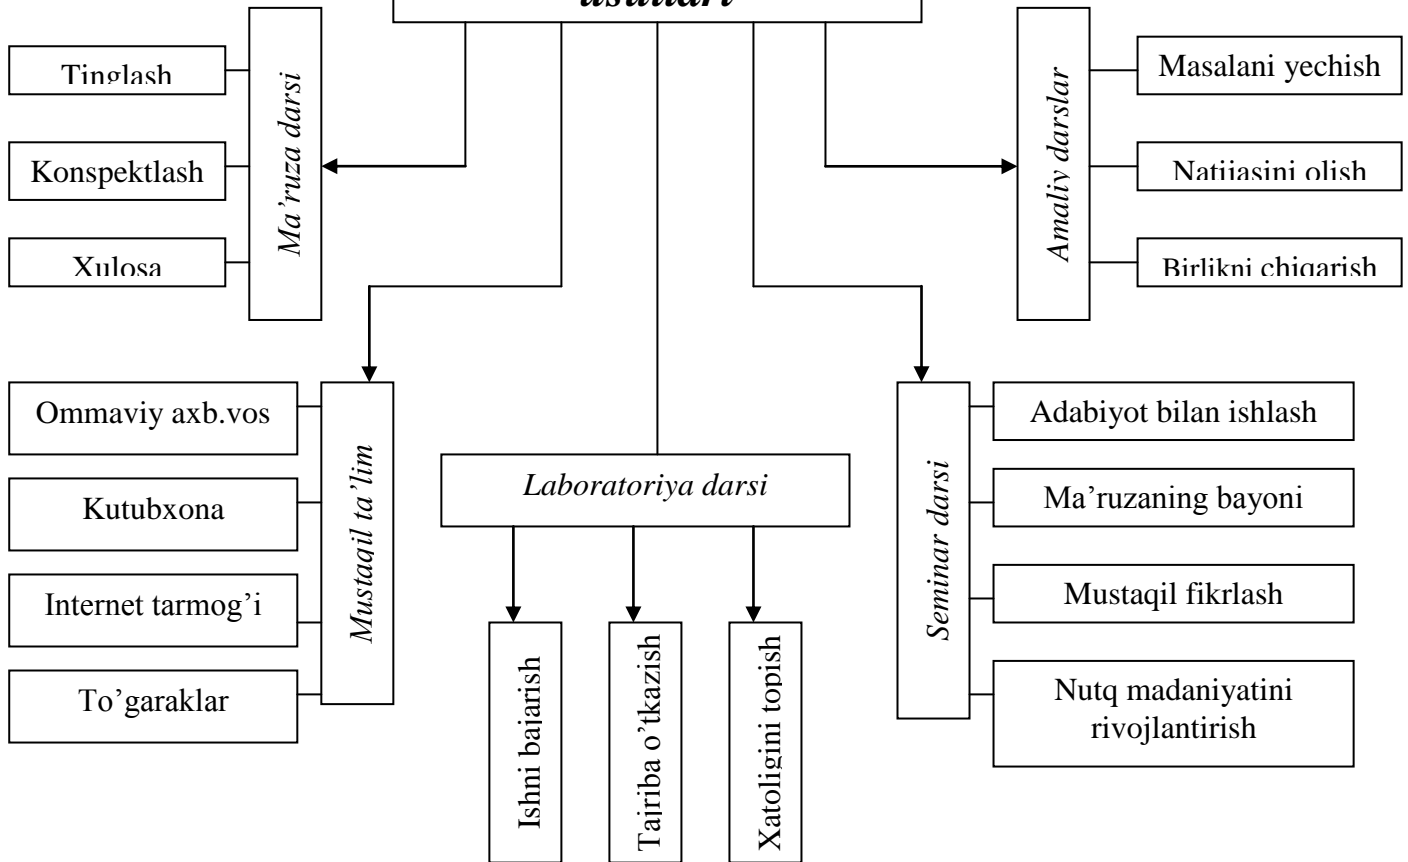 usullari
Tinglash
Konspektlash
Xulosa
Ma’ruza darsi
Amaliy darslar
Masalani yechish
Natijasini olish
Birlikni chiqarish
Ommaviy axb.vos
Kutubxona
Internet tarmog’i
To’garaklar
Mustaqil ta’lim
Laboratoriya darsi
Ishni bajarish
Tajriba o’tkazish
Xatoligini topish
Seminar darsi
Adabiyot bilan ishlash
Ma’ruzaning bayoni
Mustaqil fikrlash
Nutq madaniyatini
rivojlantirish